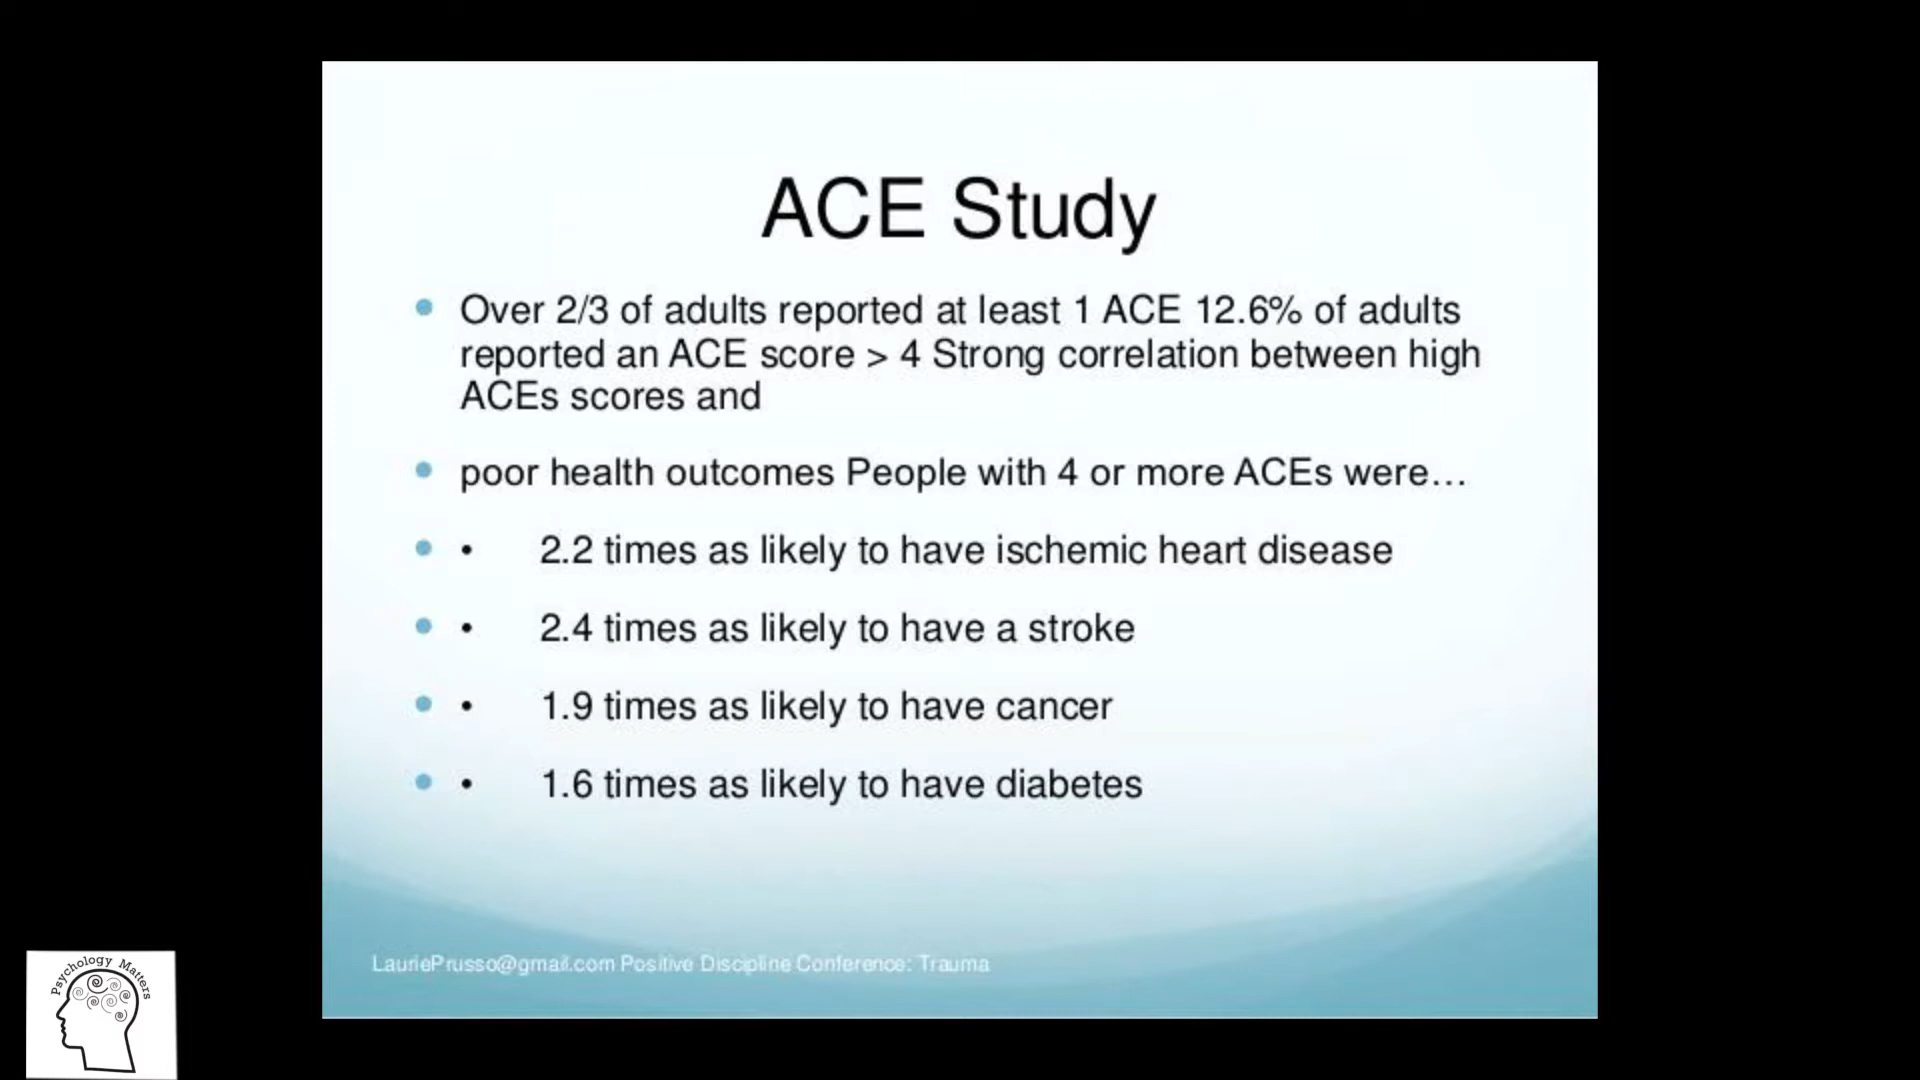 ACE Study
• Over 2/3 of adults reported at least 1 ACE 12.6% of adults
reported an ACE score > 4 Strong correlation between high
ACEs scores and
• poor health outcomes People with 4 or more ACEs were…
• • 2.2 times as likely to have ischemic heart disease
• • 2.4 times as likely to have a stroke
• • 1.9 times as likely to have cancer
• • 1.6 times as likely to have diabetes
LauriePrusso@gmail.com Positive Discipline Conference: Trauma
Psychology Matters